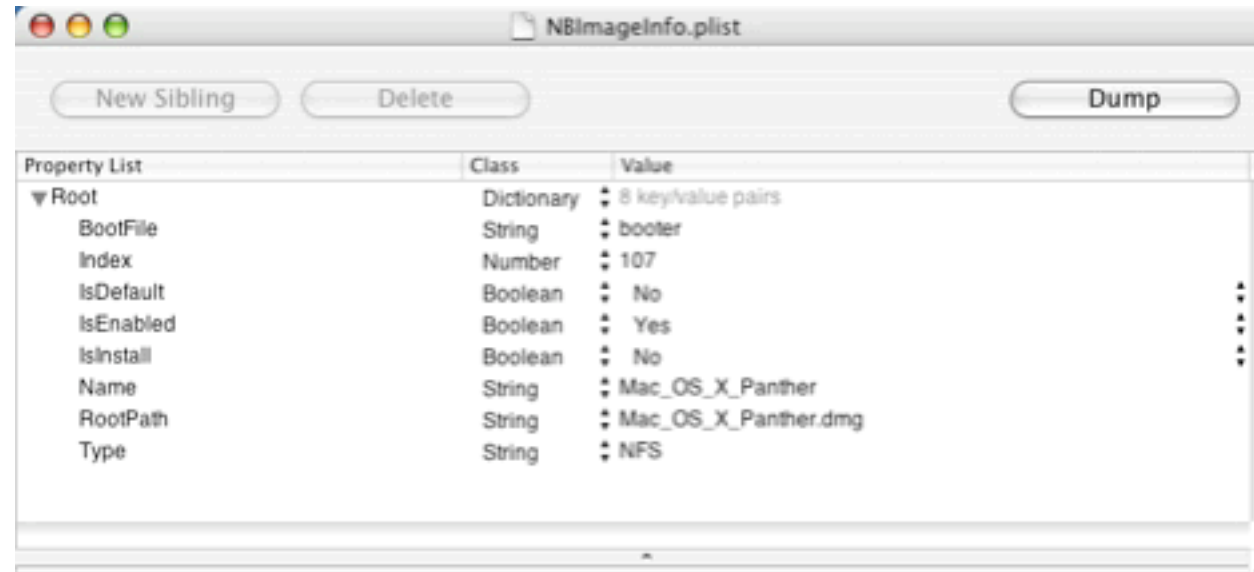 NBImageInfo.plist
New Sibling Delete Dump
Property List Class Value
Root Dictionary 8 key/value pairs
BootFile String booter
Index Number 107
IsDefault Boolean No
IsEnabled Boolean Yes
IsInstall Boolean No
Name String Mac_OS_X_Panther
RootPath String Mac_OS_X_Panther.dmg
Type String NFS